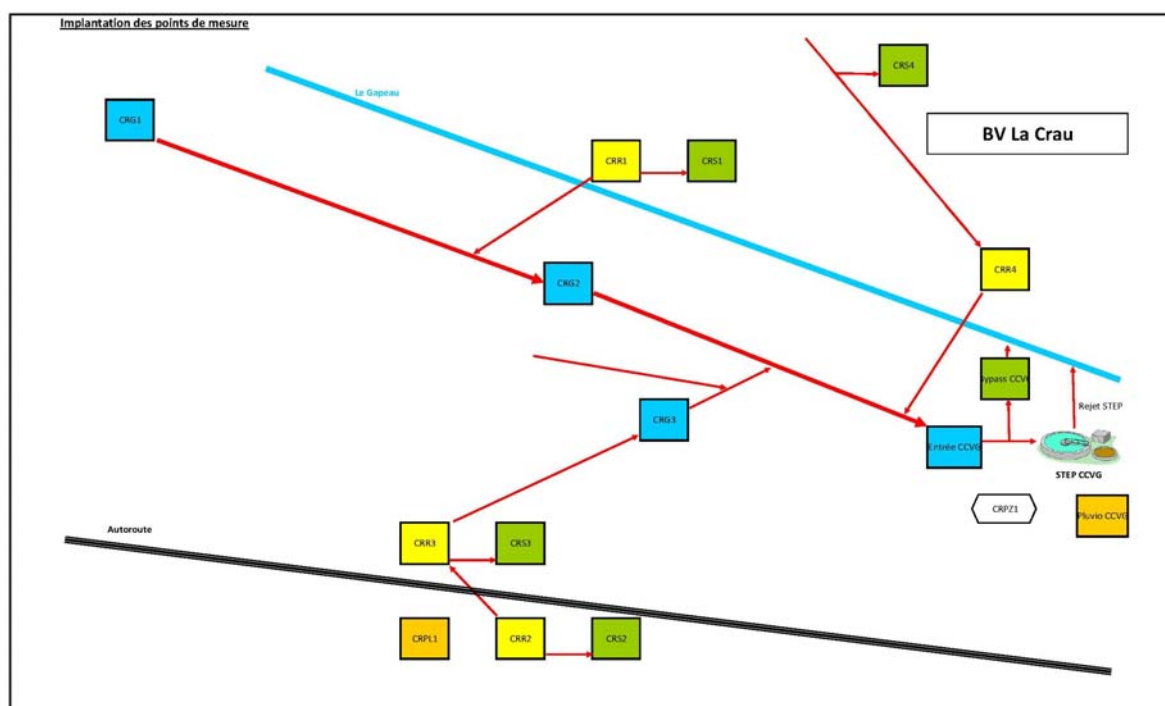 Implantation des points de mesure
CRS4
Le Gapeau
CRG1
BV La Crau
CRR1
CRS1
CRR4
CRG2
Bypass CCVG
Rejet STEP
CRG3
Entrée CCVG
STEP CCVG
CRPZ1
Pluvio CCVG
Autoroute
CRR3
CRS3
CRPL1
CRR2
CRS2